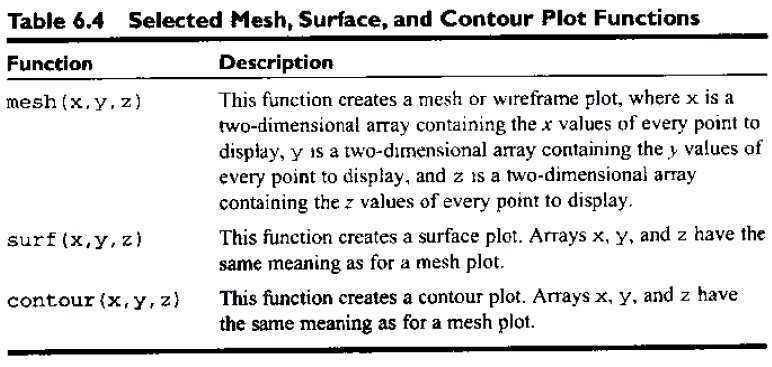 Table 6.4 Selected Mesh, Surface, and Contour Plot Functions
Function Description
mesh(x,y,z) This function creates a mesh or wireframe plot, where x is a
two-dimensional array containing the x values of every point to
display, y is a two-dimensional array containing the y values of
every point to display, and z is a two-dimensional array
containing the z values of every point to display.
surf(x,y,z) This function creates a surface plot. Arrays x, y, and z have the
same meaning as for a mesh plot.
contour(x,y,z) This function creates a contour plot. Arrays x, y, and z have
the same meaning as for a mesh plot.